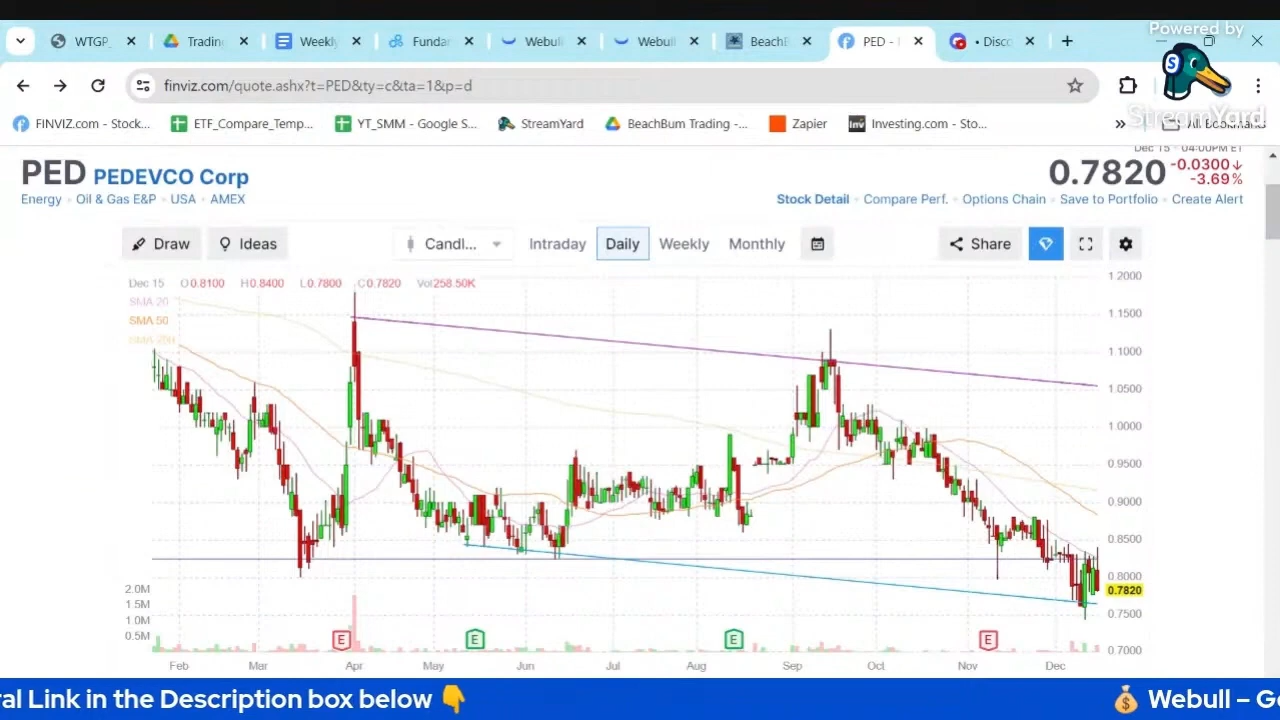 Powered by
WTGP_
Trading
Weekly
Funda
Webull
Webull
BeachB
PED -
• Disco
finviz.com/quote.ashx?t=PED&ty=c&ta=1&p=d
FINVIZ.com - Stock...
ETF_Compare_Temp...
YT_SMM - Google S...
StreamYard
BeachBum Trading -...
Zapier
Inv
Investing.com - Sto...
»
All Bookmarks
StreamYard
PED PEDEVCO Corp
Dec 15 · 04:00PM ET
0.7820
-0.0300↓
-3.69%
Energy · Oil & Gas E&P · USA · AMEX
Stock Detail · Compare Perf. · Options Chain · Save to Portfolio · Create Alert
Draw
Ideas
Candl...
Intraday
Daily
Weekly
Monthly
Share
Dec 15 O0.8100 H0.8400 L0.7800 C0.7820 Vol258.50K
SMA 20
SMA 50
SMA 200
1.2000
1.1500
1.1000
1.0500
1.0000
0.9500
0.9000
0.8500
0.8000
0.7820
0.7500
0.7000
2.0M
1.5M
1.0M
0.5M
E
E
E
E
Feb Mar Apr May Jun Jul Aug Sep Oct Nov Dec
ral Link in the Description box below 👇
💰 Webull – Ge